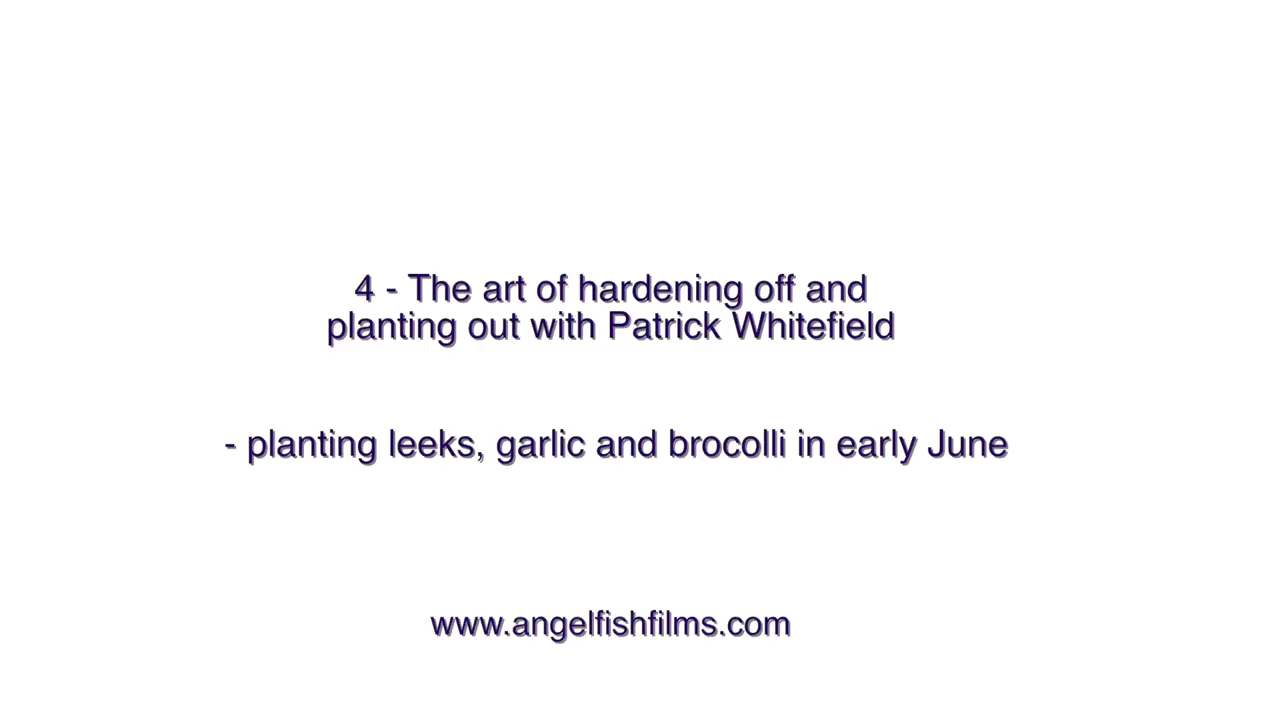 4 - The art of hardening off and
planting out with Patrick Whitefield
- planting leeks, garlic and brocolli in early June
www.angelfishfilms.com